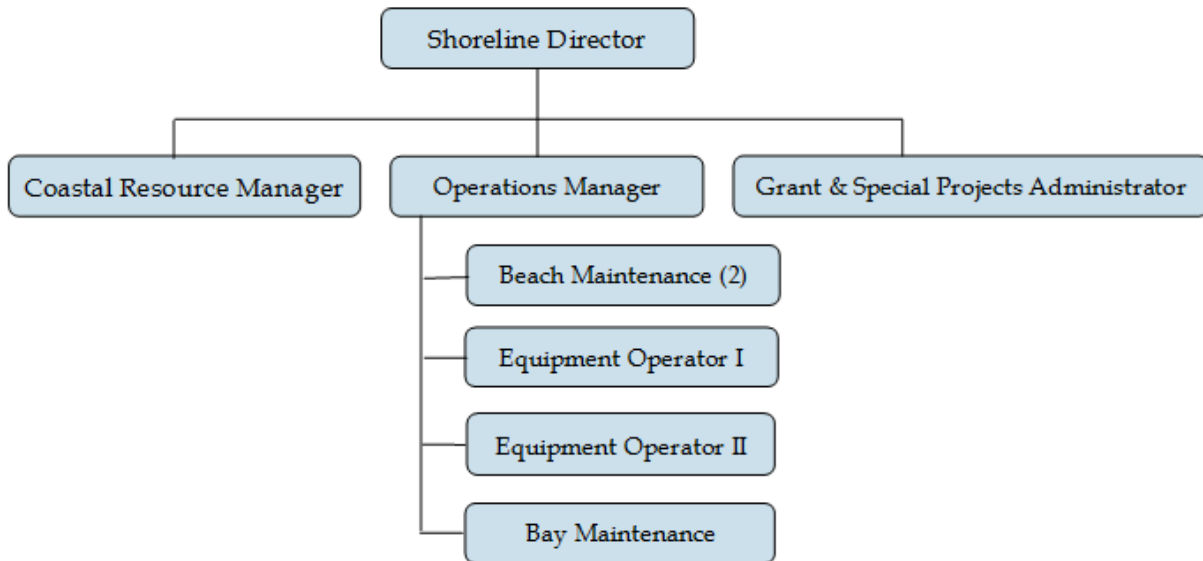 Shoreline Director
Coastal Resource Manager
Operations Manager
Grant & Special Projects Administrator
Beach Maintenance (2)
Equipment Operator I
Equipment Operator II
Bay Maintenance